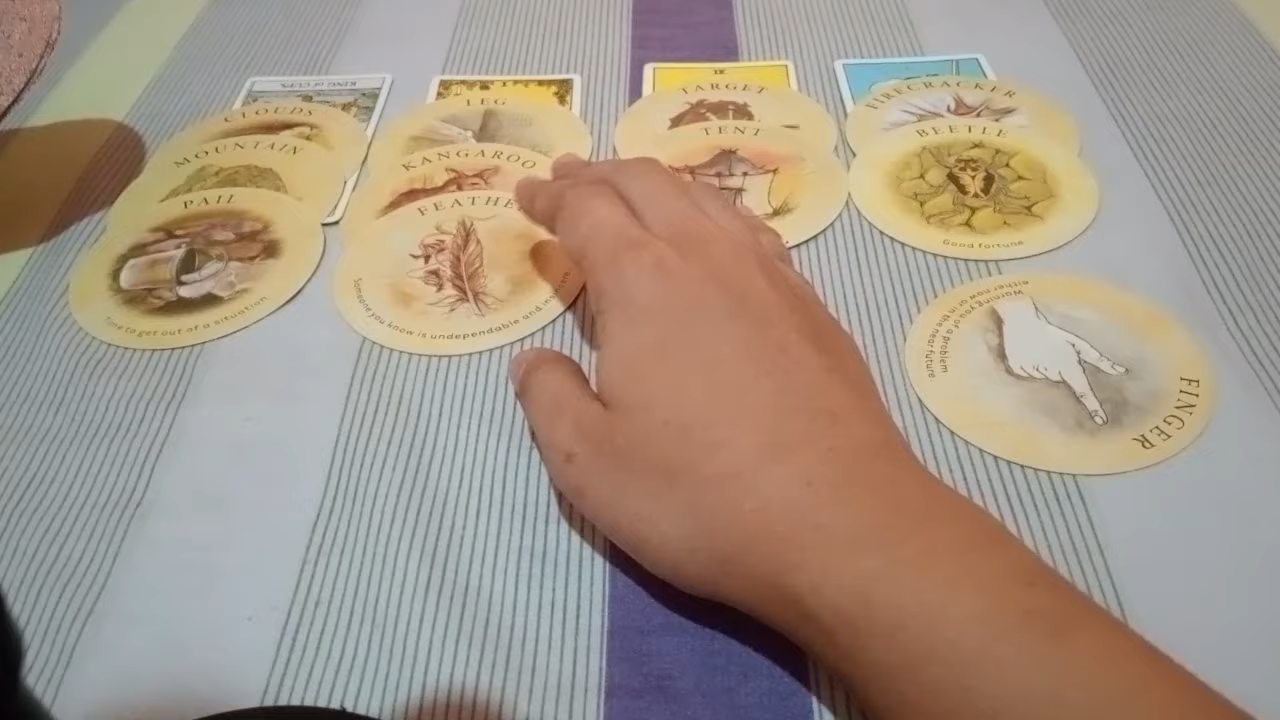 KING of CUPS.
CLOUDS
MOUNTAIN
PAIL
Time to get out of a situation
LEG
KANGAROO
FEATHE
Someone you know is undependable and
IX
TARGET
TENT
FIRECRACKER
BEETLE
Good fortune
FINGER
Warning you of a problem
either now or in the near future